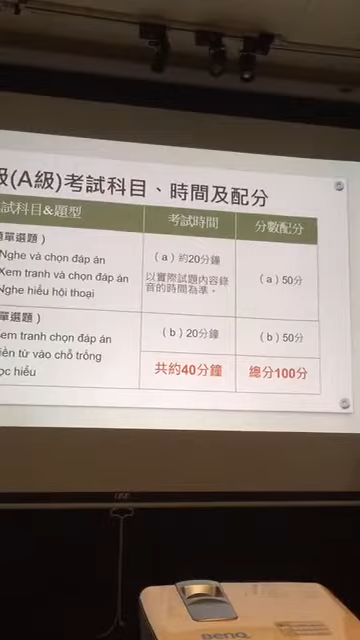 級(A級)考試科目、時間及配分
試科目&題型
考試時間
分數配分
單選題）
Nghe và chọn đáp án
Xem tranh và chọn đáp án
Nghe hiểu hội thoại
（a）約20分鐘
以實際試題內容錄
音的時間為準。
（a）50分
單選題）
em tranh chọn đáp án
iền từ vào chỗ trống
ọc hiểu
（b）20分鐘
（b）50分
共約40分鐘
總分100分
BenQ